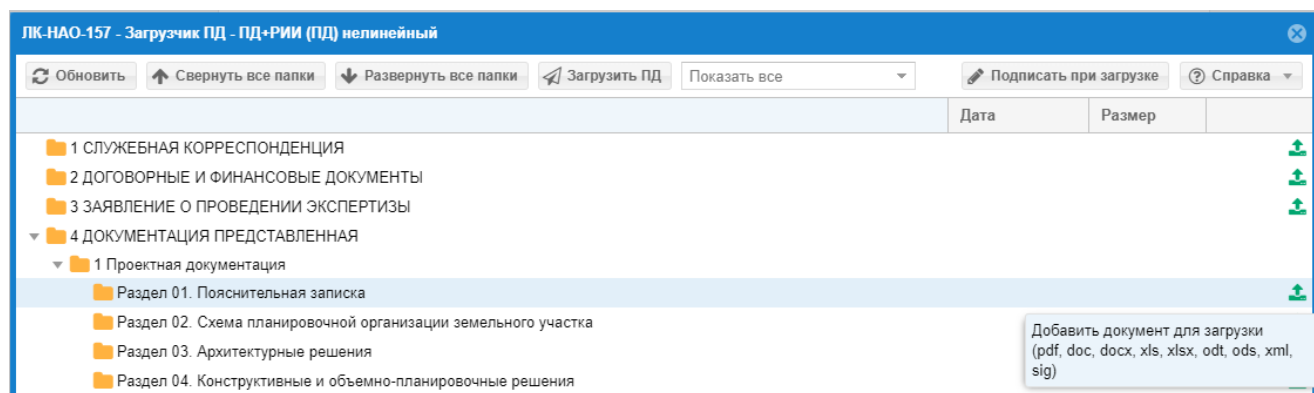 ЛК-НАО-157 - Загрузчик ПД - ПД+РИИ (ПД) нелинейный
Обновить Свернуть все папки Развернуть все папки Загрузить ПД Показать все Подписать при загрузке Справка
Дата Размер
1 СЛУЖЕБНАЯ КОРРЕСПОНДЕНЦИЯ
2 ДОГОВОРНЫЕ И ФИНАНСОВЫЕ ДОКУМЕНТЫ
3 ЗАЯВЛЕНИЕ О ПРОВЕДЕНИИ ЭКСПЕРТИЗЫ
4 ДОКУМЕНТАЦИЯ ПРЕДСТАВЛЕННАЯ
1 Проектная документация
Раздел 01. Пояснительная записка
Раздел 02. Схема планировочной организации земельного участка
Раздел 03. Архитектурные решения
Раздел 04. Конструктивные и объемно-планировочные решения
Добавить документ для загрузки
(pdf, doc, docx, xls, xlsx, odt, ods, xml,
sig)